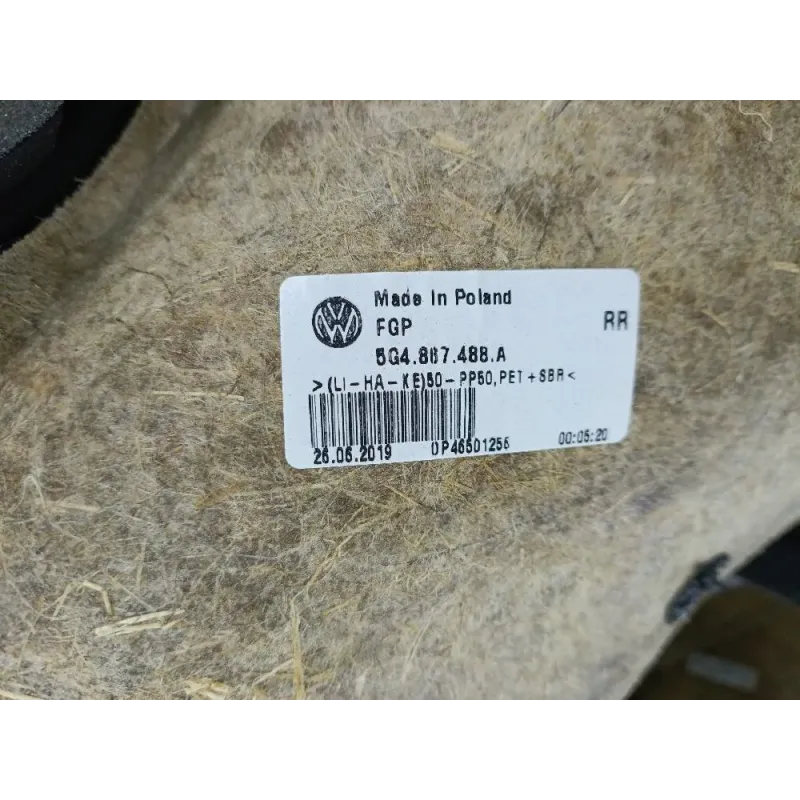 Made In Poland
FGP RR
5G4.867.488.A
>(LI-HA-KE)50-PP50,PET+SBR<
26.06.2019 0P46501256 00:05:20